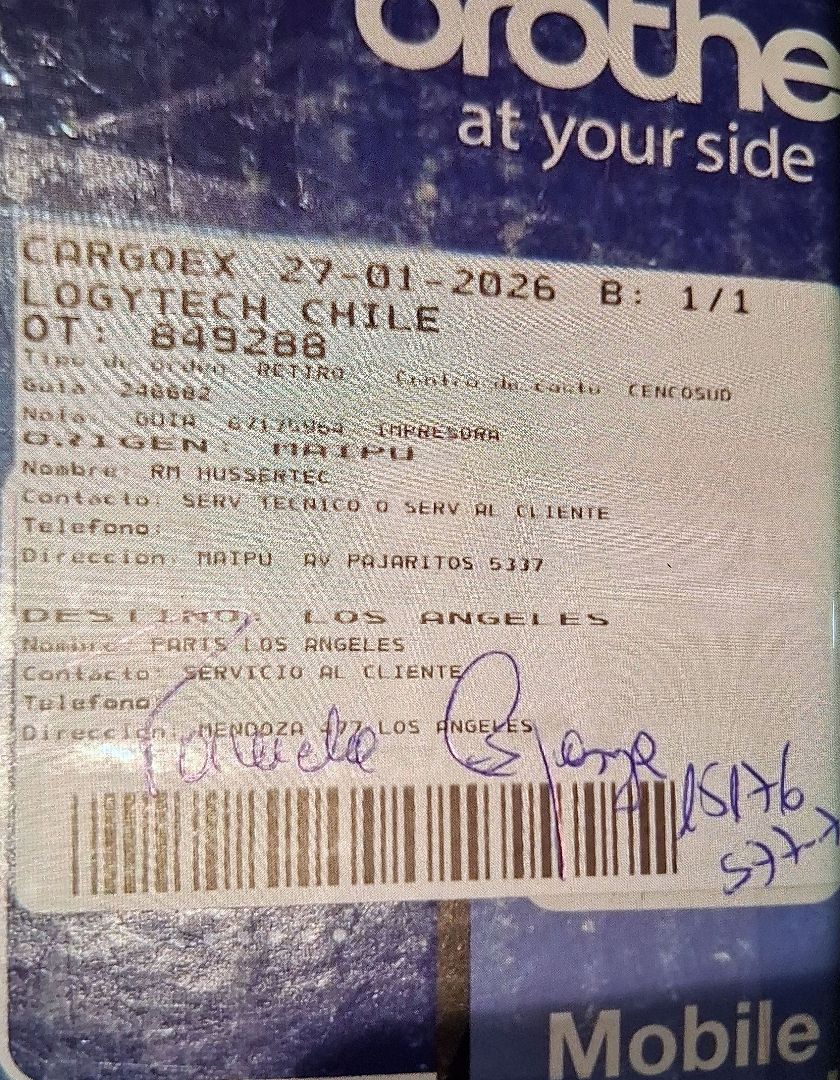 brothe
at your side
CARGOEX 27-01-2026 B: 1/1
LOGYTECH CHILE
OT: 849288
Tipo de orden RETIRO Centro de costo CENCOSUD
Guia: 248682
Nota: GUIA IMPRESORA
ORIGEN: MAIPU
Nombre: RM HUSSERTEC
Contacto: SERV TECNICO O SERV AL CLIENTE
Telefono:
Direccion: MAIPU AV PAJARITOS 5337
DESTINO: LOS ANGELES
Nombre: PARIS LOS ANGELES
Contacto: SERVICIO AL CLIENTE
Telefono:
Direccion: MENDOZA 477 LOS ANGELES
15176
577-7
Mobile